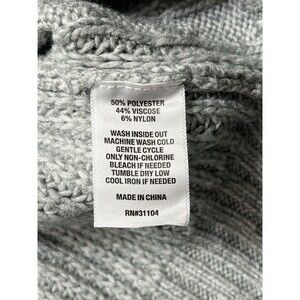 50% POLYESTER
44% VISCOSE
6% NYLON
WASH INSIDE OUT
MACHINE WASH COLD
GENTLE CYCLE
ONLY NON-CHLORINE
BLEACH IF NEEDED
TUMBLE DRY LOW
COOL IRON IF NEEDED
MADE IN CHINA
RN#31104